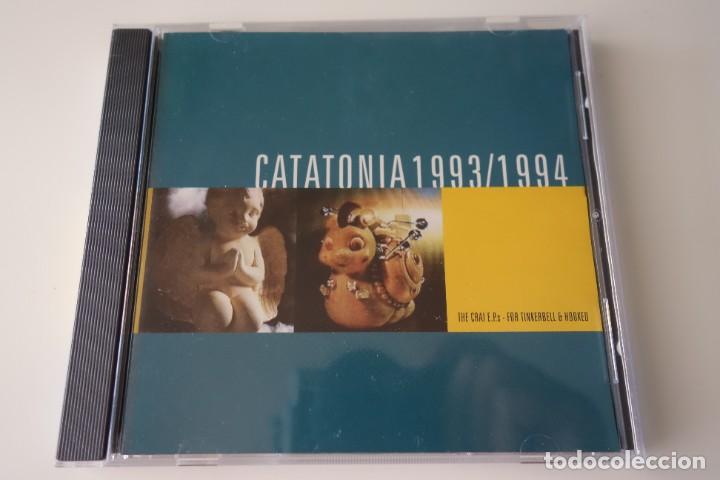 CATATONIA 1993/1994
THE CRAI E.P.s - FOR TINKERBELL & HOOKED
todocoleccion